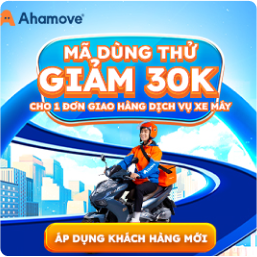 Ahamove
MÃ DÙNG THỬ
GIẢM 30K
CHO 1 ĐƠN GIAO HÀNG DỊCH VỤ XE MÁY
ÁP DỤNG KHÁCH HÀNG MỚI